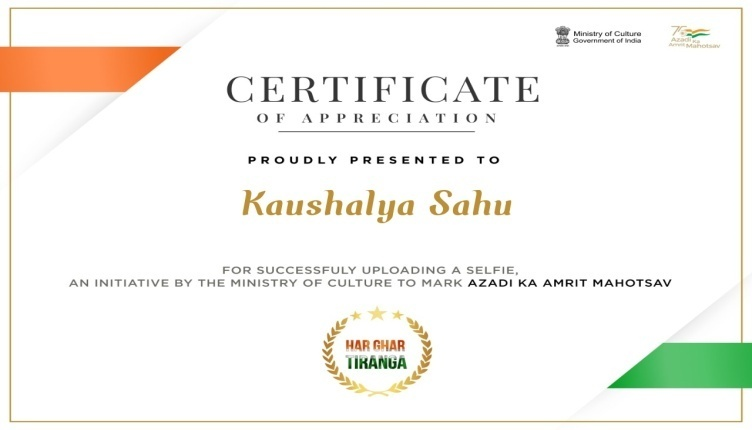 Ministry of Culture
Government of India
75
Azadi Ka
Amrit Mahotsav
CERTIFICATE
OF APPRECIATION
PROUDLY PRESENTED TO
Kaushalya Sahu
FOR SUCCESSFULY UPLOADING A SELFIE,
AN INITIATIVE BY THE MINISTRY OF CULTURE TO MARK AZADI KA AMRIT MAHOTSAV
HAR GHAR
TIRANGA